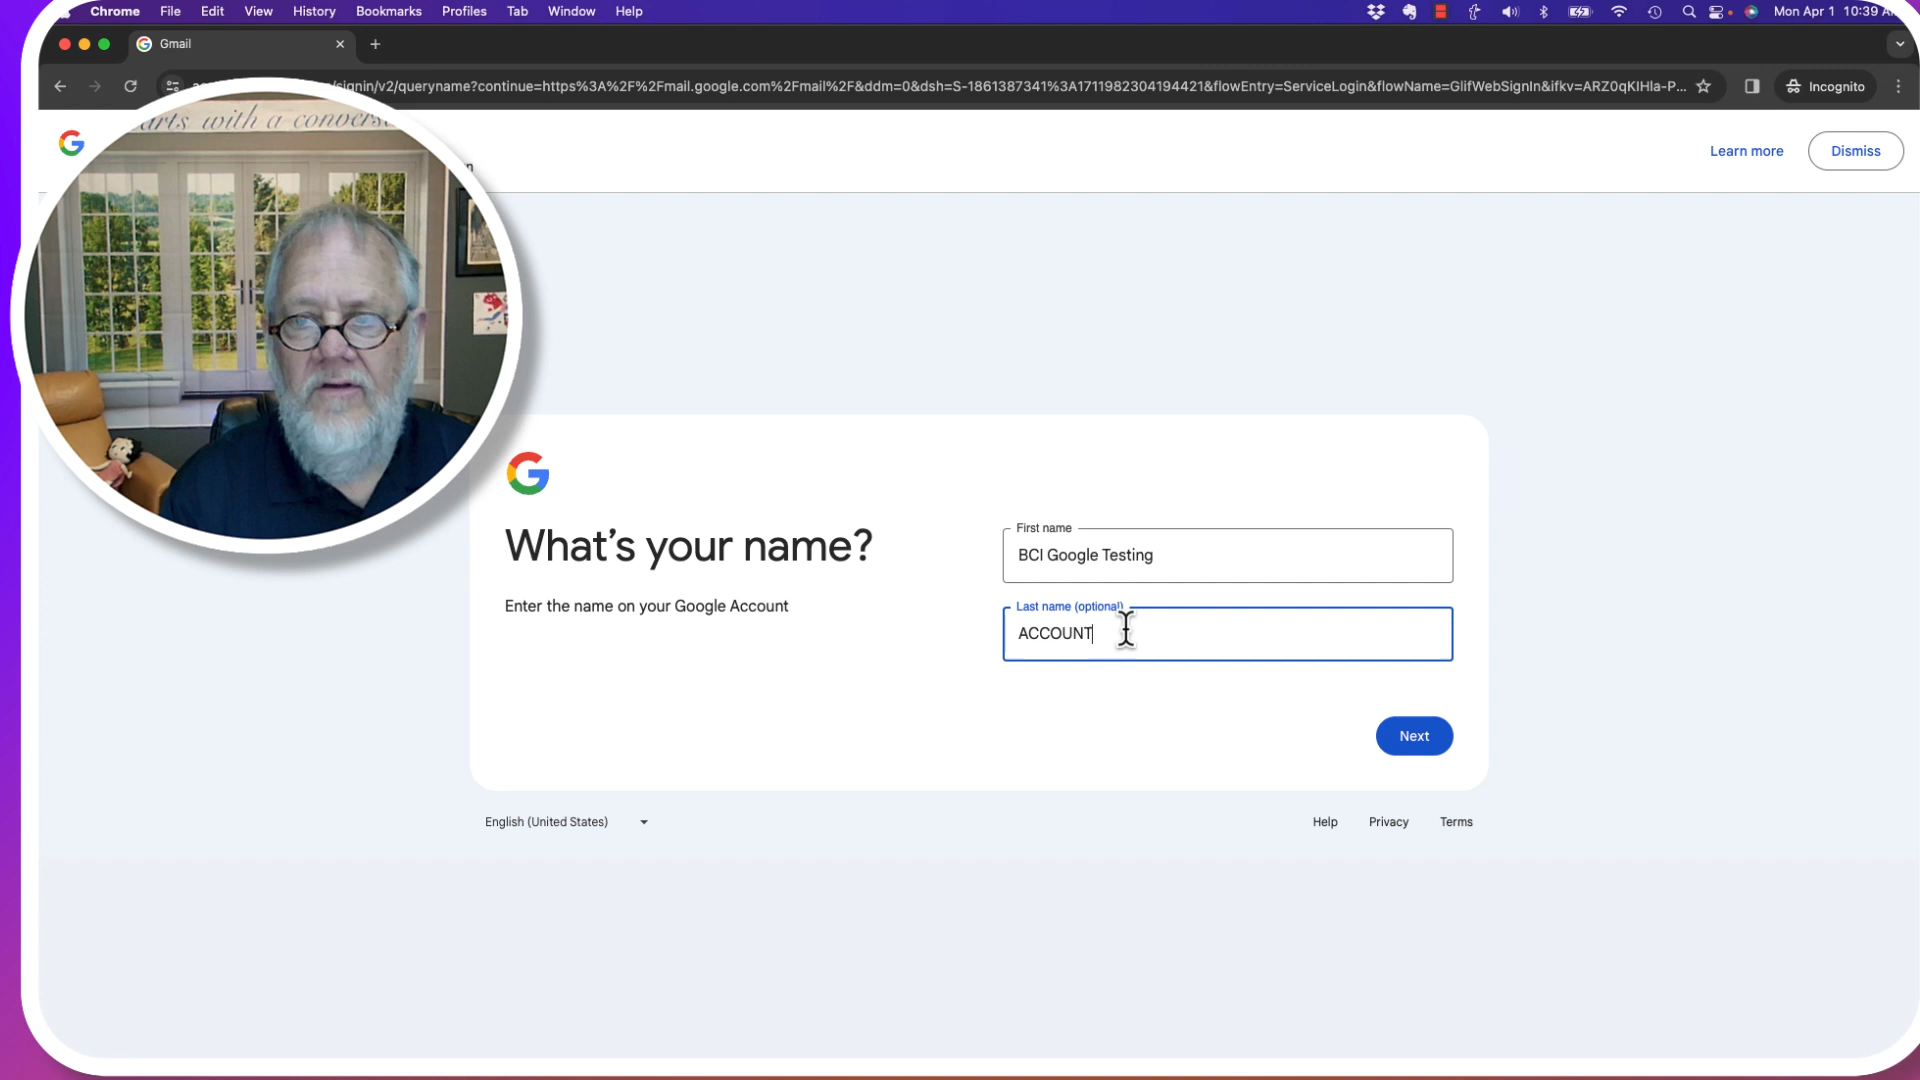 Chrome File Edit View History Bookmarks Profiles Tab Window Help Mon Apr 1 10:39
Gmail
signin/v2/queryname?continue=https%3A%2F%2Fmail.google.com%2Fmail%2F&ddm=0&dsh=S-1861387341%3A1711982304194421&flowEntry=ServiceLogin&flowName=GlifWebSignIn&ifkv=ARZ0qKIHla-P... Incognito
arts with a convers
Learn more Dismiss
What's your name?
Enter the name on your Google Account
First name
BCI Google Testing
Last name (optional)
ACCOUNT
Next
English (United States) Help Privacy Terms